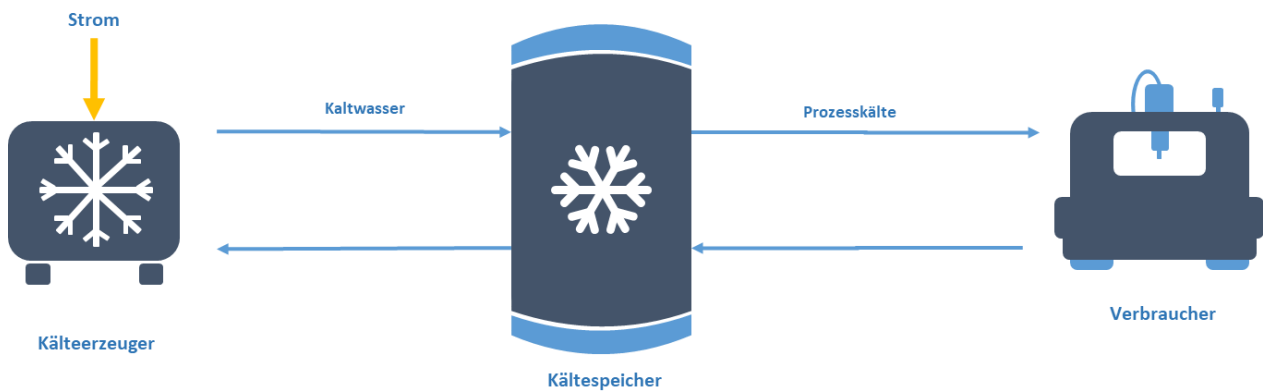 Strom
Kaltwasser
Prozesskälte
Verbraucher
Kälteerzeuger
Kältespeicher